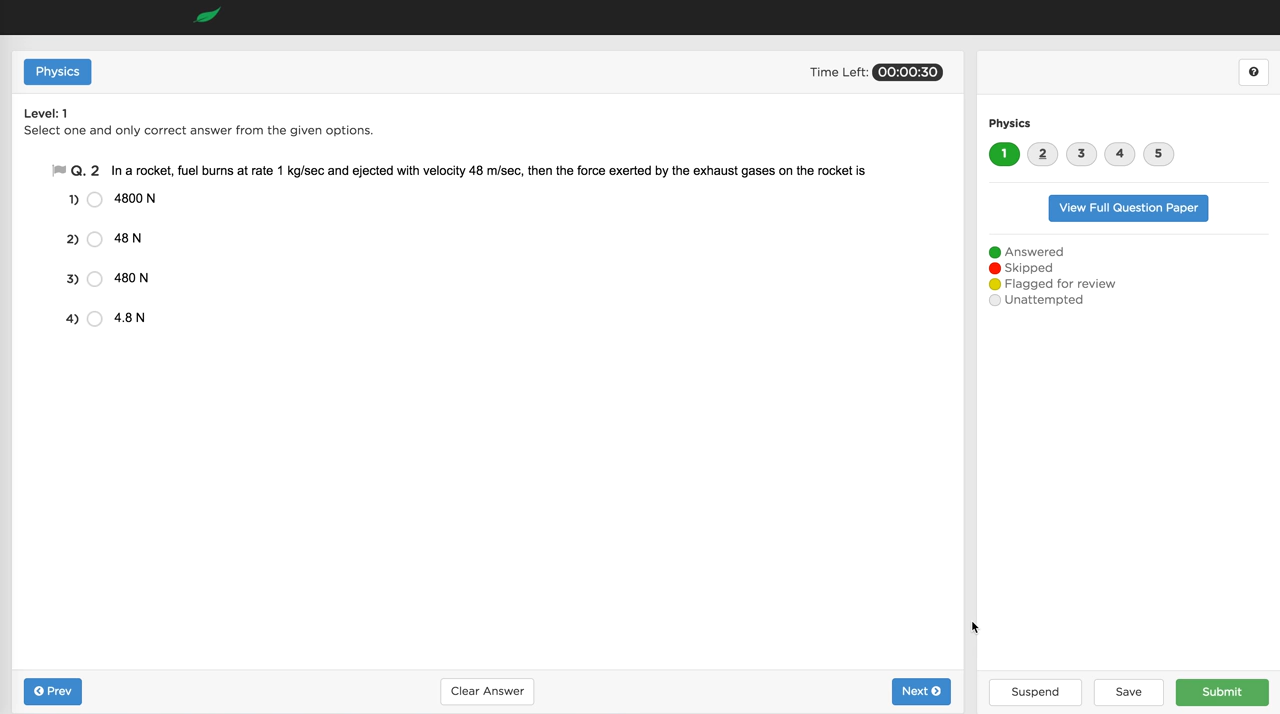 Physics
Time Left: 00:00:30
Level: 1
Select one and only correct answer from the given options.
Q. 2 In a rocket, fuel burns at rate 1 kg/sec and ejected with velocity 48 m/sec, then the force exerted by the exhaust gases on the rocket is
1) 4800 N
2) 48 N
3) 480 N
4) 4.8 N
Prev
Clear Answer
Next
?
Physics
1 2 3 4 5
View Full Question Paper
Answered
Skipped
Flagged for review
Unattempted
Suspend
Save
Submit